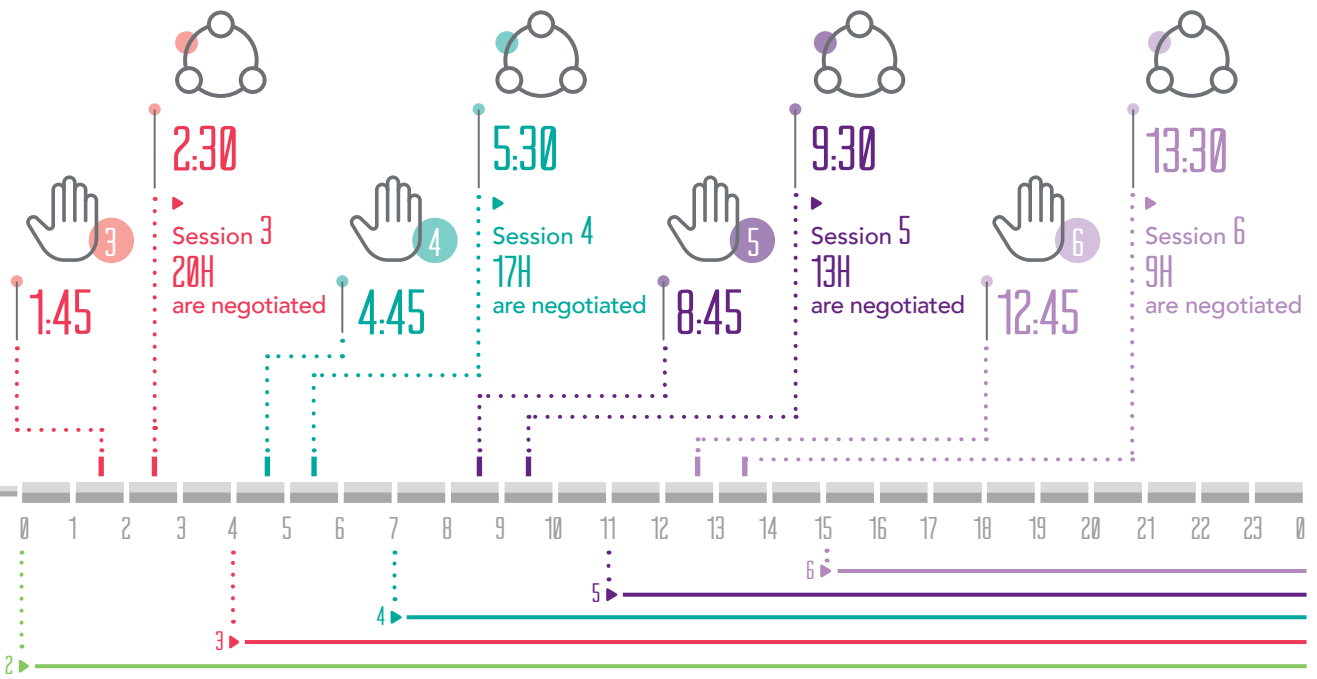 2:30
5:30
9:30
13:30
3
Session 3
20H
are negotiated
4
Session 4
17H
are negotiated
5
Session 5
13H
are negotiated
6
Session 6
9H
are negotiated
1:45
4:45
8:45
12:45
0 1 2 3 4 5 6 7 8 9 10 11 12 13 14 15 16 17 18 19 20 21 22 23 0
6
5
4
3
2